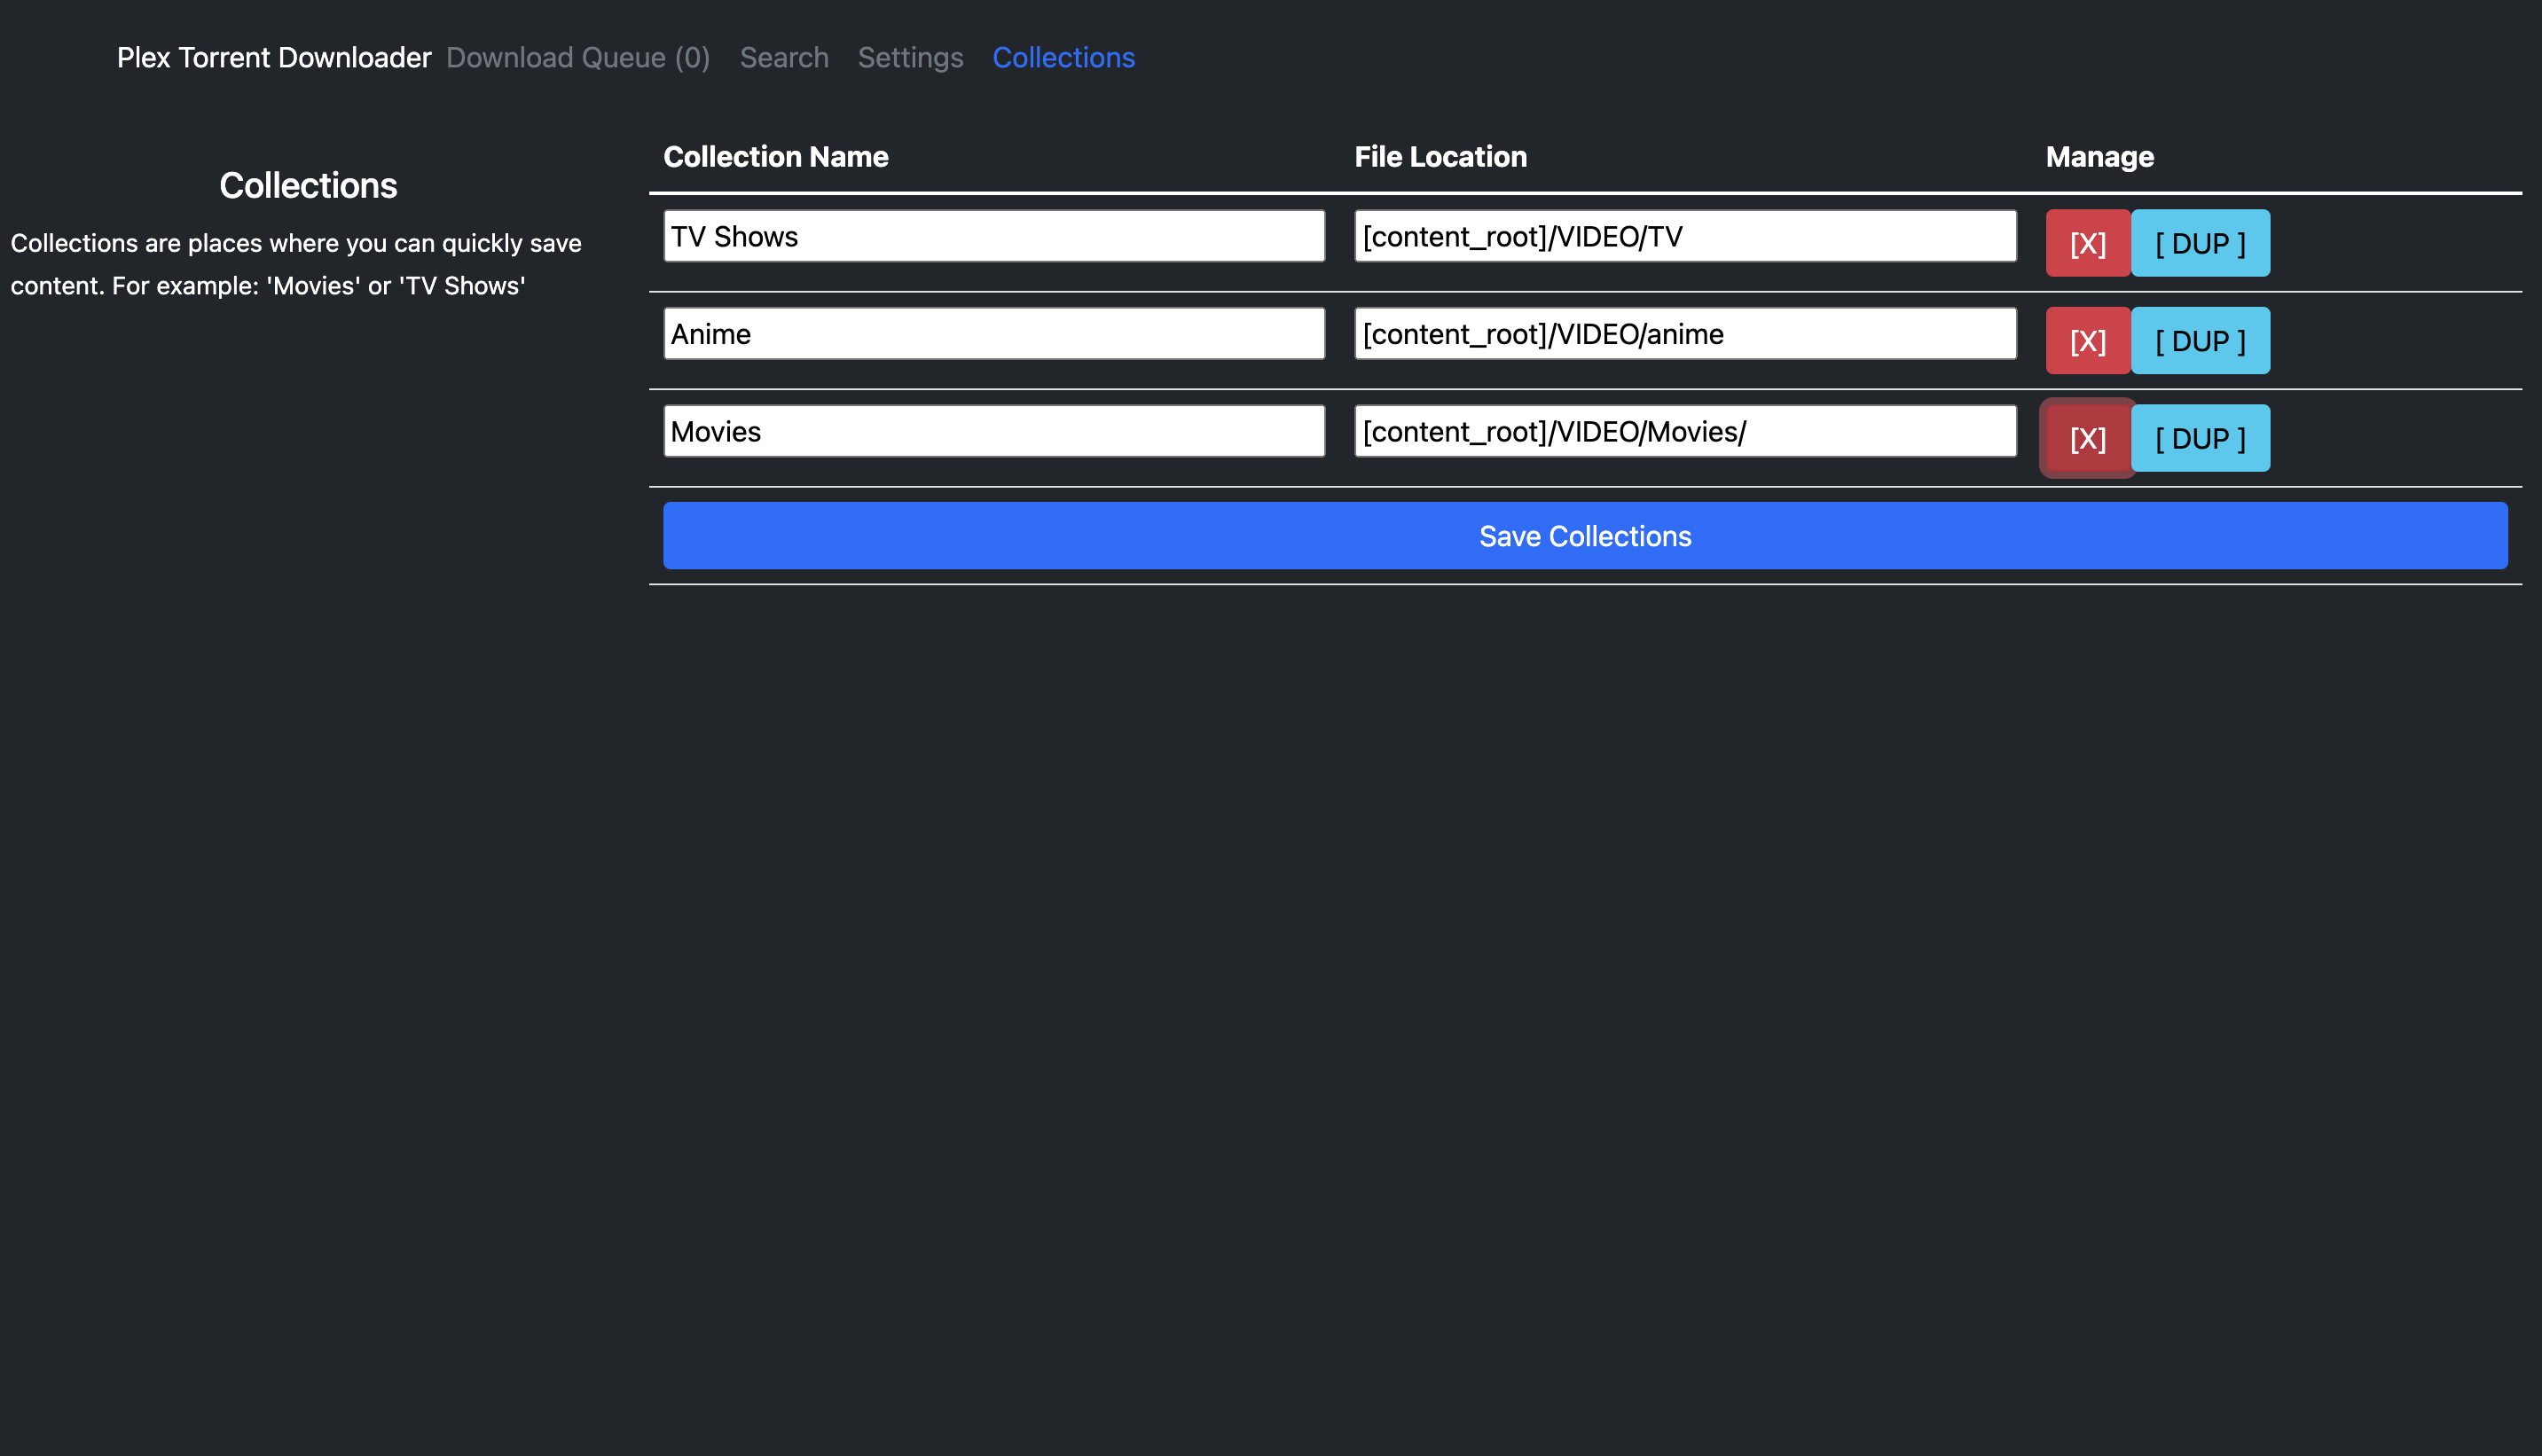 Plex Torrent Downloader Download Queue (0) Search Settings Collections
Collections
Collections are places where you can quickly save
content. For example: 'Movies' or 'TV Shows'
Collection Name File Location Manage
TV Shows [content_root]/VIDEO/TV [X] [ DUP ]
Anime [content_root]/VIDEO/anime [X] [ DUP ]
Movies [content_root]/VIDEO/Movies/ [X] [ DUP ]
Save Collections